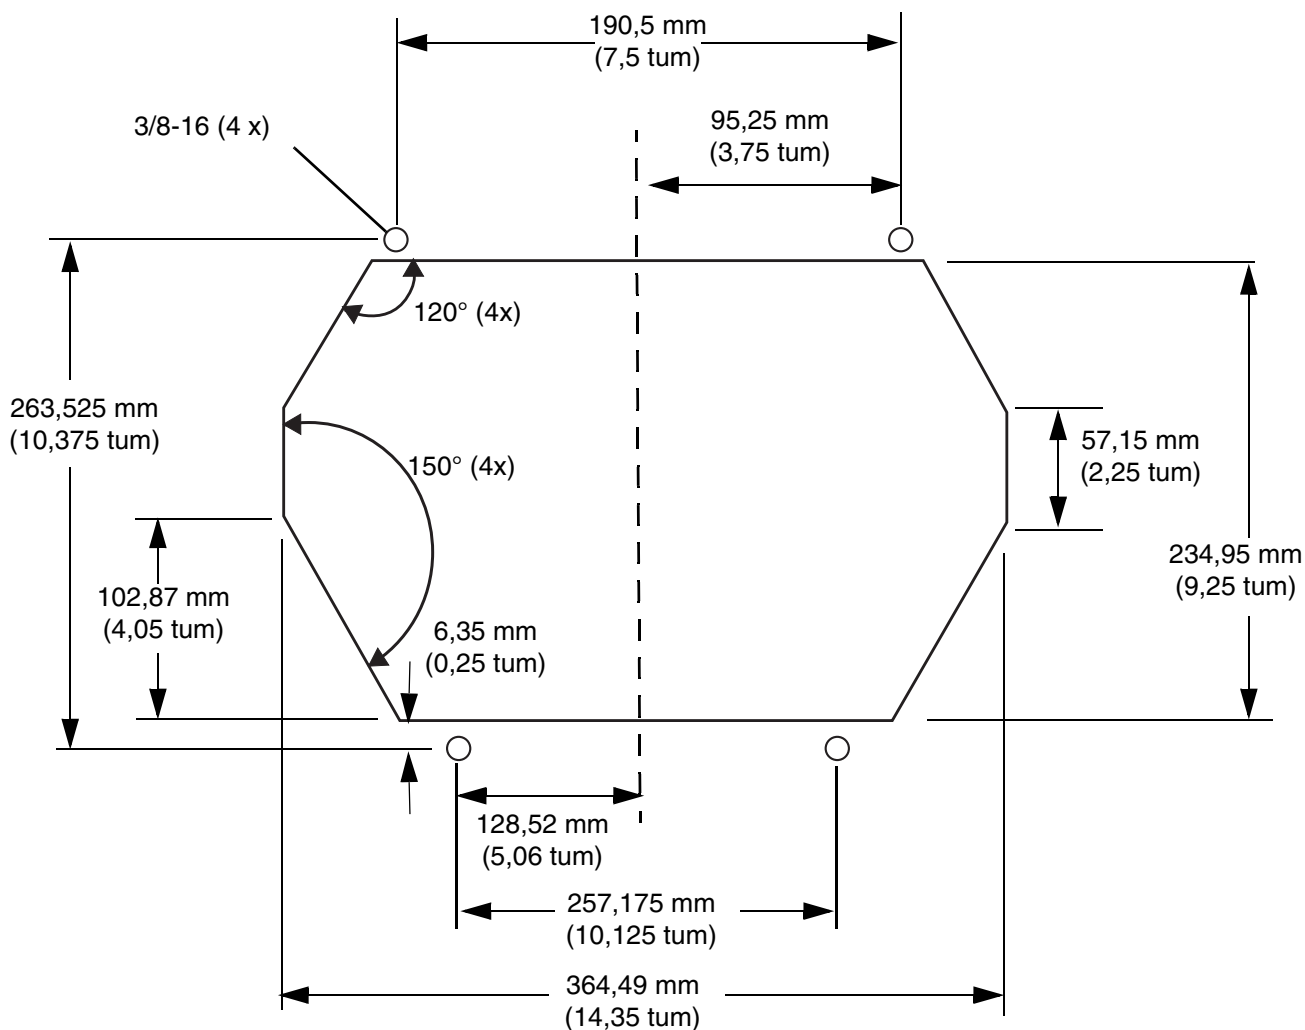 190,5 mm
(7,5 tum)
3/8-16 (4 x)
95,25 mm
(3,75 tum)
120° (4x)
263,525 mm
(10,375 tum)
150° (4x)
57,15 mm
(2,25 tum)
234,95 mm
(9,25 tum)
102,87 mm
(4,05 tum)
6,35 mm
(0,25 tum)
128,52 mm
(5,06 tum)
257,175 mm
(10,125 tum)
364,49 mm
(14,35 tum)